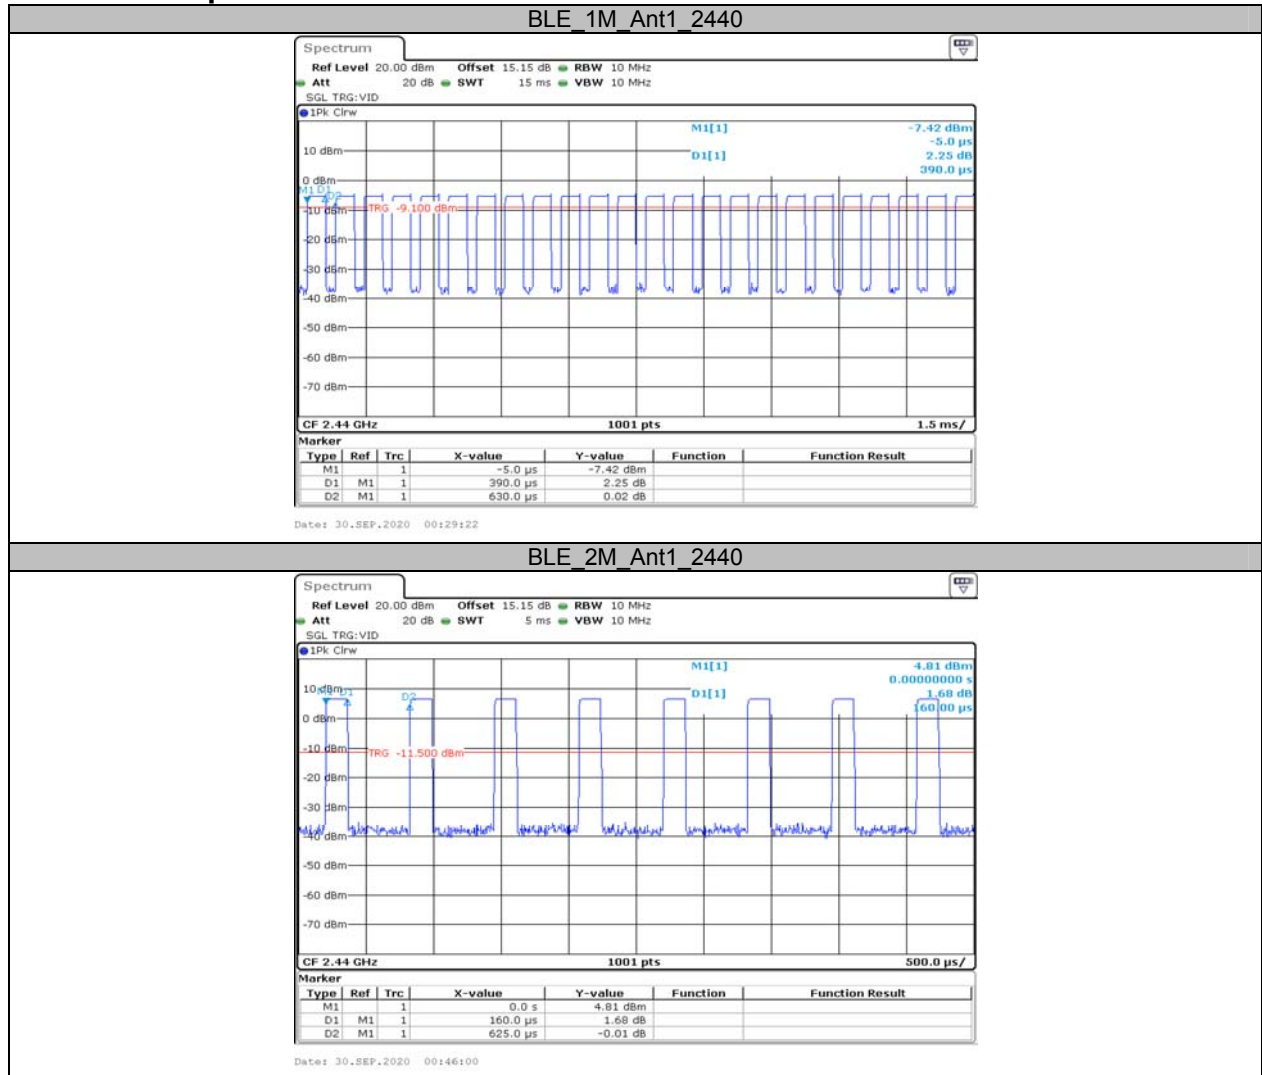 BLE_1M_Ant1_2440
Spectrum
Ref Level 20.00 dBm Offset 15.15 dB RBW 10 MHz
Att 20 dB SWT 15 ms VBW 10 MHz
SGL TRG:VID
1Pk Clrw
M1[1] -7.42 dBm
-5.0 µs
10 dBm
D1[1] 2.25 dB
390.0 µs
0 dBm
M1 D1 D2
-10 dBm
TRG -9.100 dBm
-20 dBm
-30 dBm
-40 dBm
-50 dBm
-60 dBm
-70 dBm
CF 2.44 GHz 1001 pts 1.5 ms/
Marker
Type Ref Trc X-value Y-value Function Function Result
M1 1 -5.0 µs -7.42 dBm
D1 M1 1 390.0 µs 2.25 dB
D2 M1 1 630.0 µs 0.02 dB
Date: 30.SEP.2020 00:29:22
BLE_2M_Ant1_2440
Spectrum
Ref Level 20.00 dBm Offset 15.15 dB RBW 10 MHz
Att 20 dB SWT 5 ms VBW 10 MHz
SGL TRG:VID
1Pk Clrw
M1[1] 4.81 dBm
0.00000000 s
10 dBm
M1 D1 D2
D1[1] 1.68 dB
160.00 µs
0 dBm
-10 dBm
TRG -11.500 dBm
-20 dBm
-30 dBm
-40 dBm
-50 dBm
-60 dBm
-70 dBm
CF 2.44 GHz 1001 pts 500.0 µs/
Marker
Type Ref Trc X-value Y-value Function Function Result
M1 1 0.0 s 4.81 dBm
D1 M1 1 160.0 µs 1.68 dB
D2 M1 1 625.0 µs -0.01 dB
Date: 30.SEP.2020 00:46:00